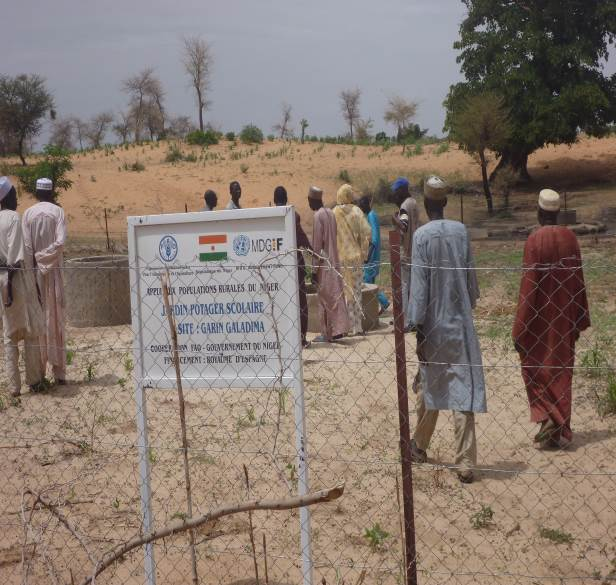 MDG:F
APPUI AUX POPULATIONS RURALES DU NIGER
JARDIN POTAGER SCOLAIRE
SITE : GARIN GALADIMA
COOPERATION FAO - GOUVERNEMENT DU NIGER
FINANCEMENT : ROYAUME D'ESPAGNE